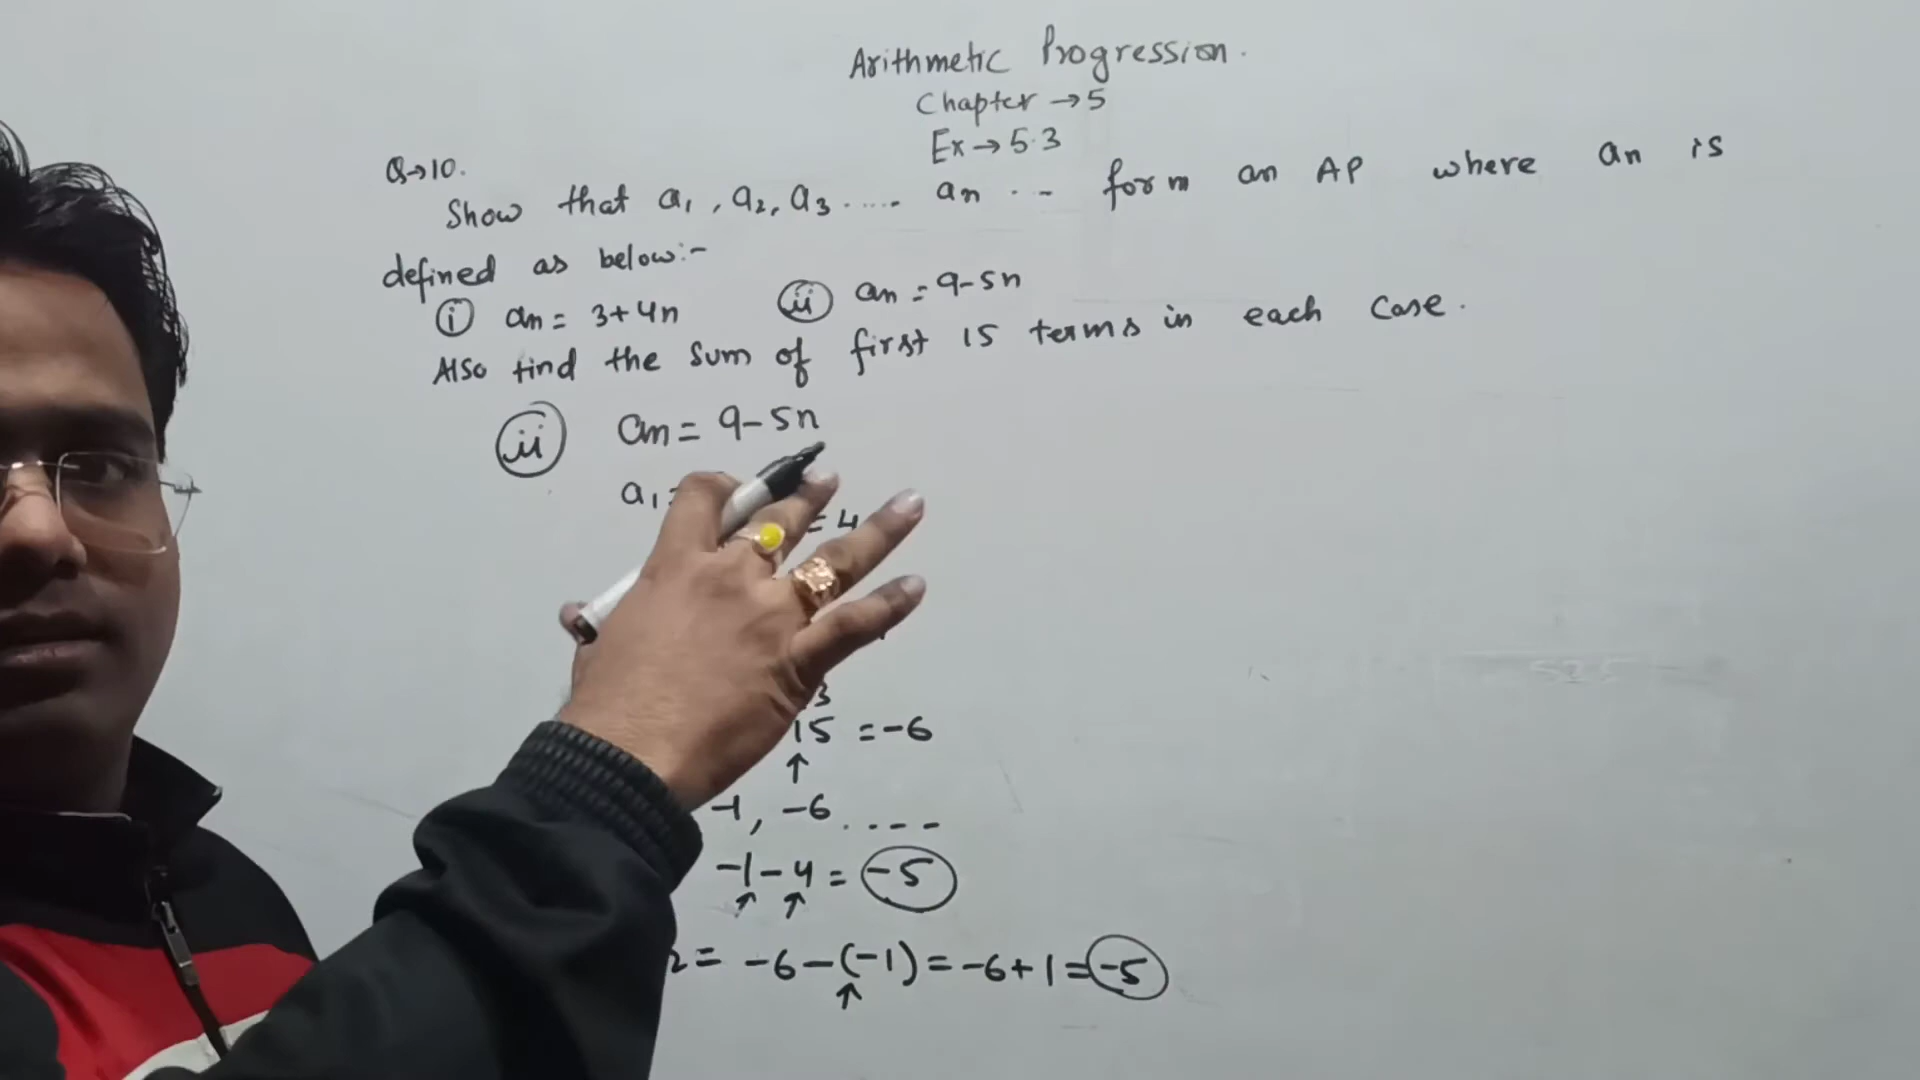 Arithmetic Progression.
Chapter → 5
Ex → 5.3
Q→10.
Show that a₁, a₂, a₃ ..... an .. form an AP where an is
defined as below:-
(i) an = 3+4n (ii) an = 9-5n
Also find the sum of first 15 terms in each case.
(ii) an = 9-5n
a₁ =
= 4
3
15 = -6
-1, -6 ....
-1-4 = -5
2 = -6-(-1) = -6+1 = -5